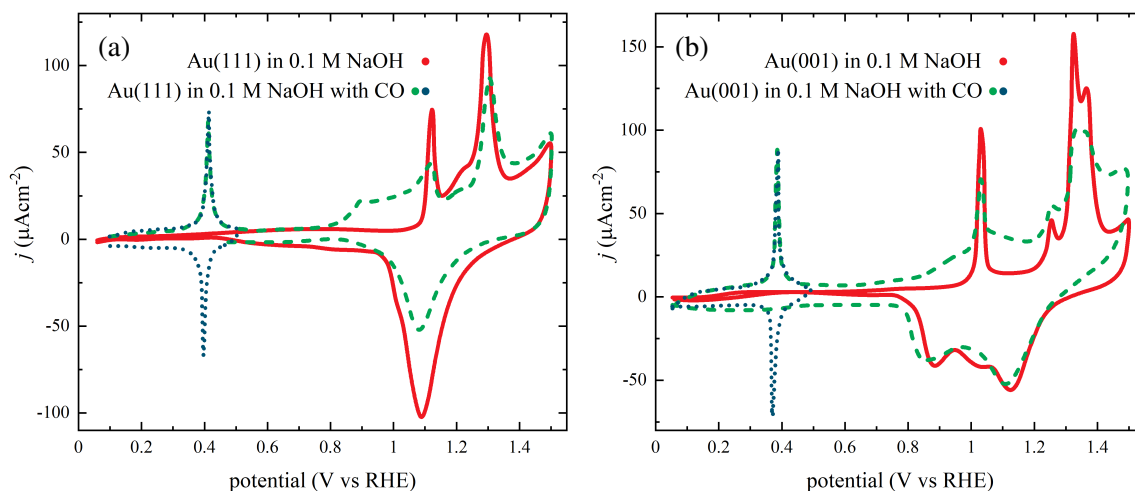 (a)
Au(111) in 0.1 M NaOH
Au(111) in 0.1 M NaOH with CO
100
50
0
-50
-100
j (µAcm-2)
0 0.2 0.4 0.6 0.8 1 1.2 1.4
potential (V vs RHE)
(b)
Au(001) in 0.1 M NaOH
Au(001) in 0.1 M NaOH with CO
150
100
50
0
-50
j (µAcm-2)
0 0.2 0.4 0.6 0.8 1 1.2 1.4
potential (V vs RHE)